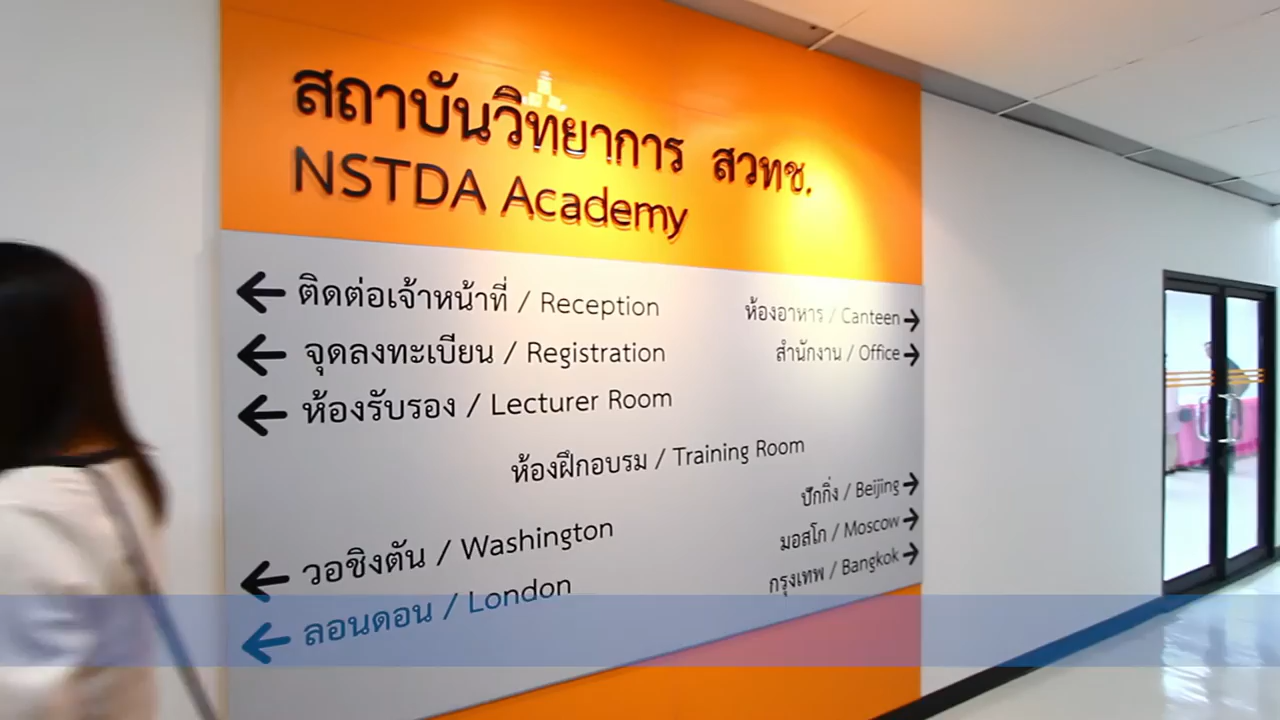 สถาบันวิทยาการ สวทช.
NSTDA Academy
ติดต่อเจ้าหน้าที่ / Reception
จุดลงทะเบียน / Registration
ห้องรับรอง / Lecturer Room
ห้องอาหาร / Canteen
สำนักงาน / Office
ห้องฝึกอบรม / Training Room
วอชิงตัน / Washington
ลอนดอน / London
ปักกิ่ง / Beijing
มอสโก / Moscow
กรุงเทพ / Bangkok